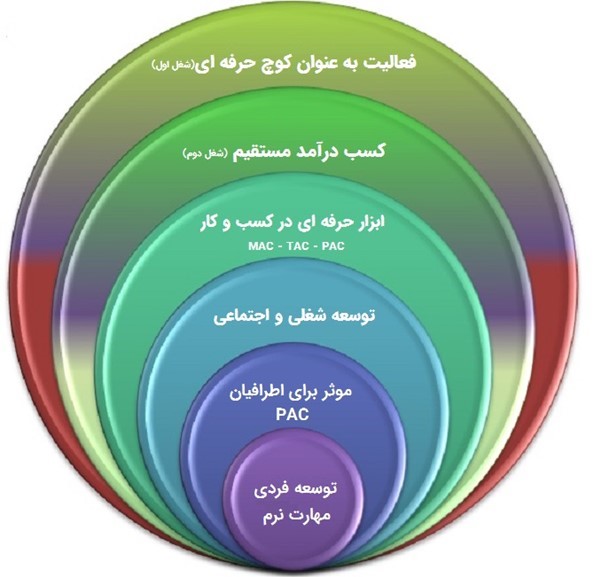 فعالیت به عنوان کوچ حرفه ای(شغل اول)
کسب درآمد مستقیم (شغل دوم)
ابزار حرفه ای در کسب و کار
MAC - TAC - PAC
توسعه شغلی و اجتماعی
موثر برای اطرافیان
PAC
توسعه فردی
مهارت نرم